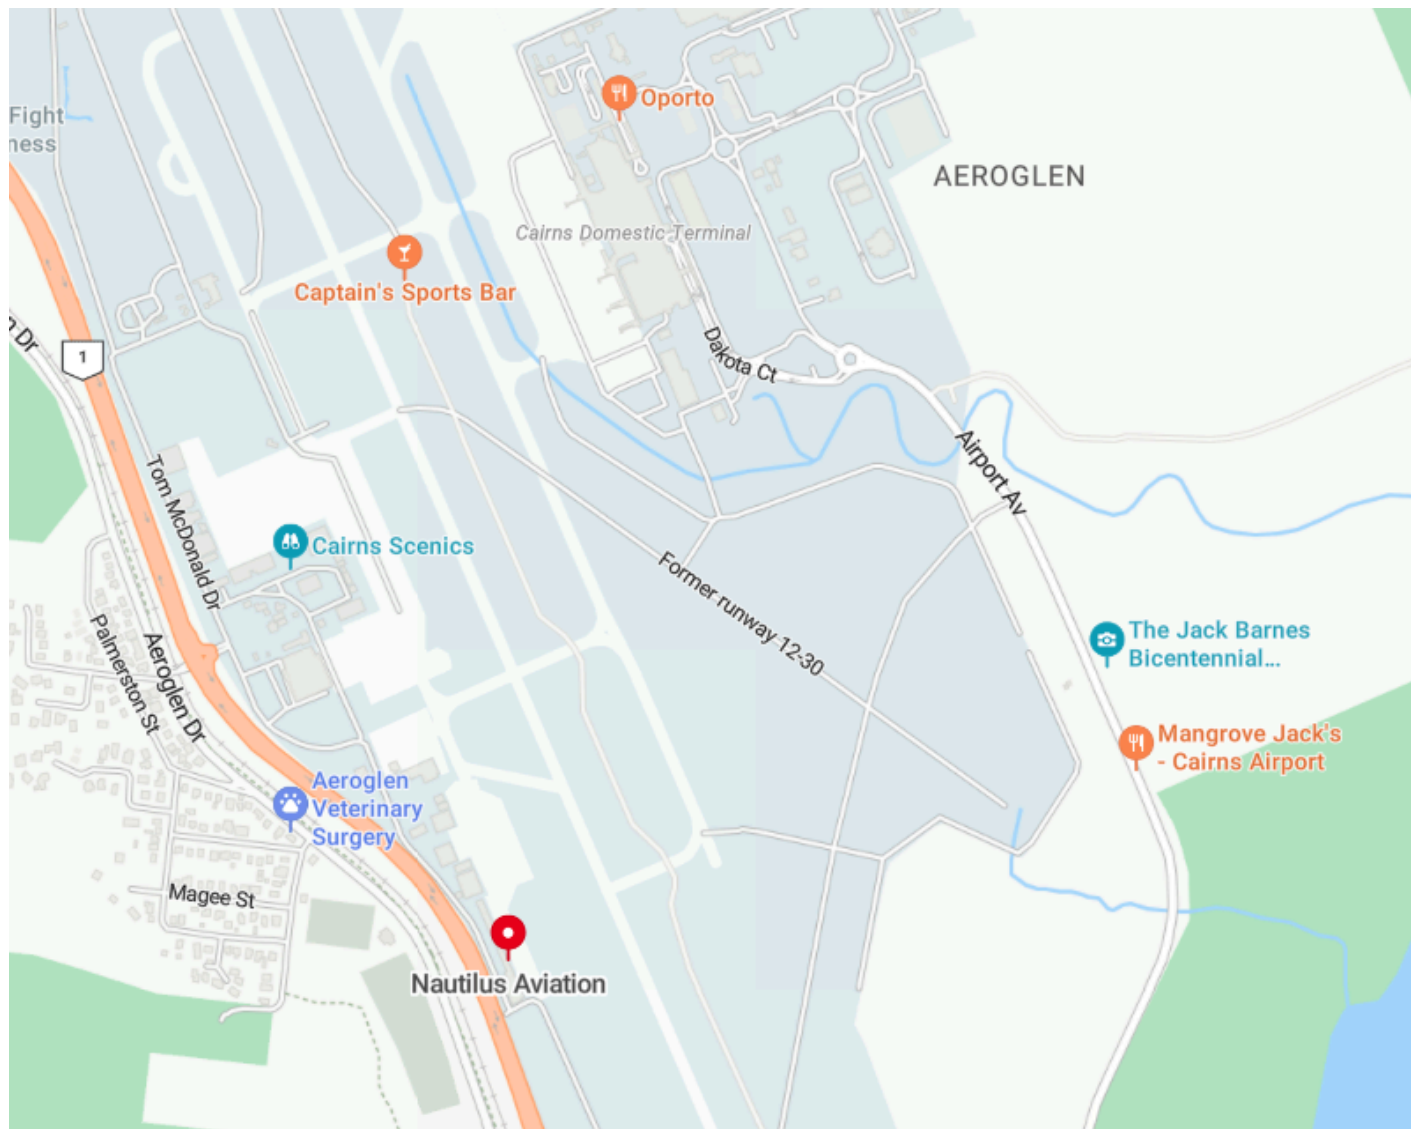 Oporto
Fight
ness
AEROGLEN
Cairns Domestic Terminal
Captain's Sports Bar
n Dr
1
Dakota Ct
Airport Av
Tom McDonald Dr
Cairns Scenics
Former runway 12-30
Palmerston St
Aeroglen Dr
The Jack Barnes
Bicentennial...
Mangrove Jack's
- Cairns Airport
Aeroglen
Veterinary
Surgery
Magee St
Nautilus Aviation